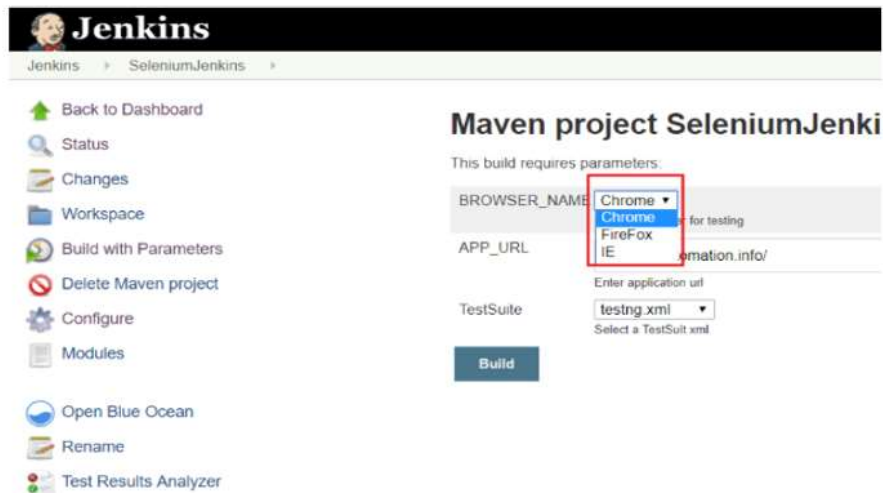 Jenkins
Jenkins SeleniumJenkins
Back to Dashboard
Status
Changes
Workspace
Build with Parameters
Delete Maven project
Configure
Modules
Open Blue Ocean
Rename
Test Results Analyzer
Maven project SeleniumJenki
This build requires parameters:
BROWSER_NAME Chrome
Chrome
FireFox
IE
for testing
APP_URL omation.info/
Enter application url
TestSuite testng.xml
Select a TestSuit xml
Build